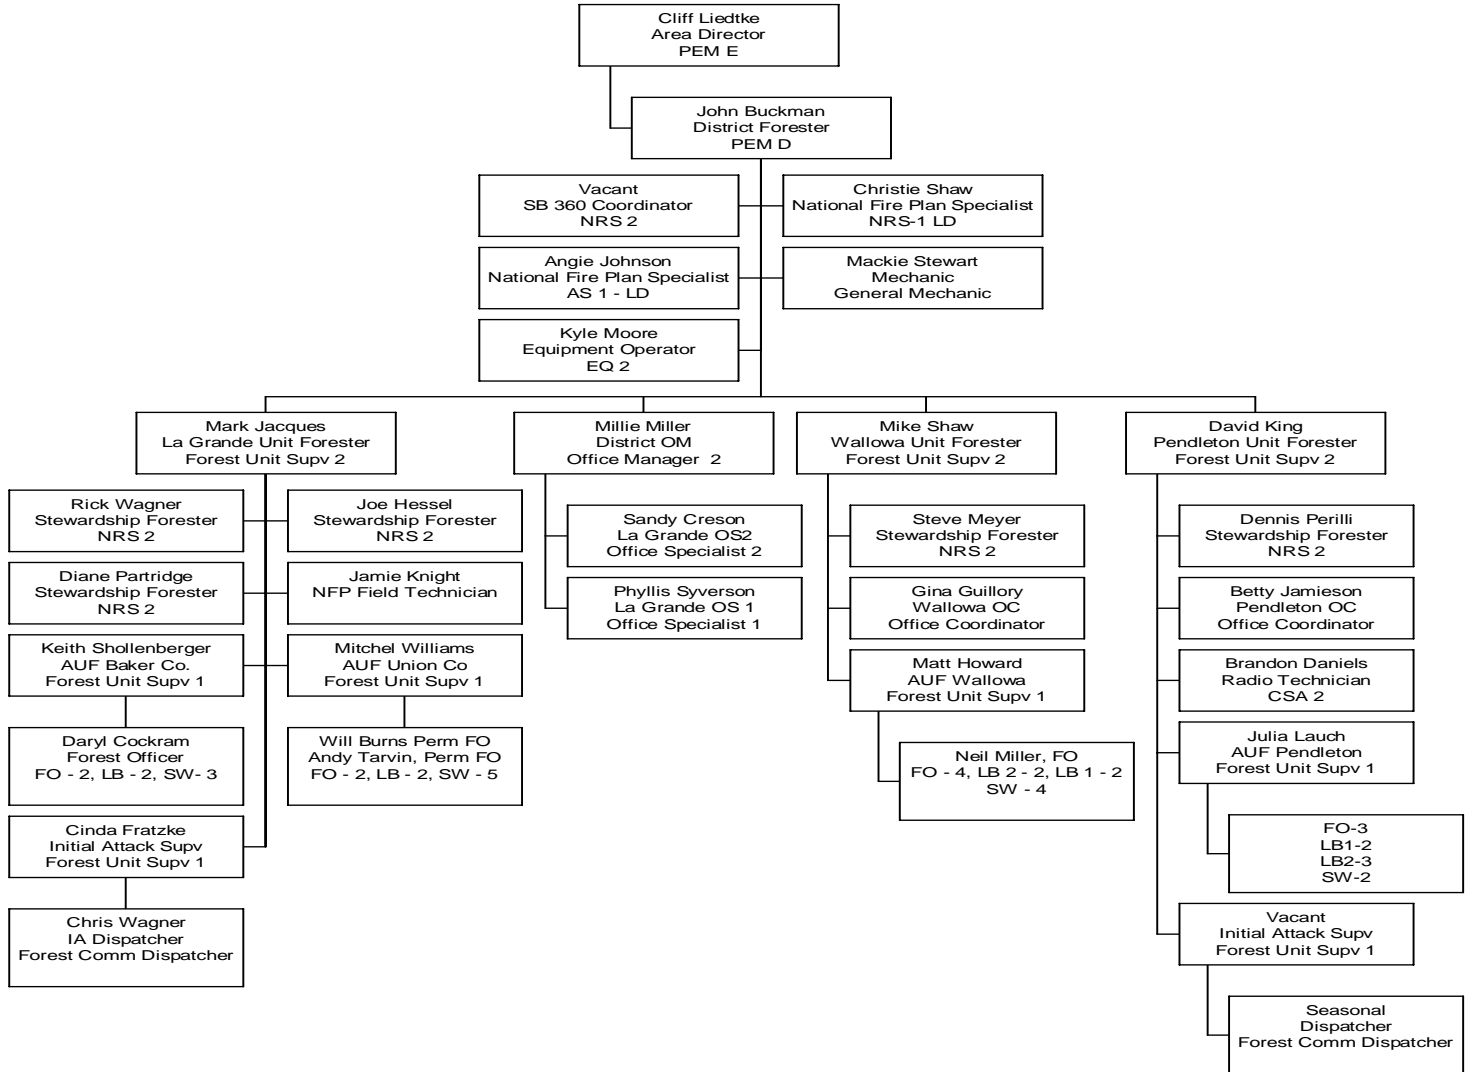 Cliff Liedtke
Area Director
PEM E
John Buckman
District Forester
PEM D
Vacant
SB 360 Coordinator
NRS 2
Christie Shaw
National Fire Plan Specialist
NRS-1 LD
Angie Johnson
National Fire Plan Specialist
AS 1 - LD
Mackie Stewart
Mechanic
General Mechanic
Kyle Moore
Equipment Operator
EQ 2
Mark Jacques
La Grande Unit Forester
Forest Unit Supv 2
Millie Miller
District OM
Office Manager 2
Mike Shaw
Wallowa Unit Forester
Forest Unit Supv 2
David King
Pendleton Unit Forester
Forest Unit Supv 2
Rick Wagner
Stewardship Forester
NRS 2
Joe Hessel
Stewardship Forester
NRS 2
Diane Partridge
Stewardship Forester
NRS 2
Jamie Knight
NFP Field Technician
Keith Shollenberger
AUF Baker Co.
Forest Unit Supv 1
Mitchel Williams
AUF Union Co
Forest Unit Supv 1
Daryl Cockram
Forest Officer
FO - 2, LB - 2, SW- 3
Will Burns Perm FO
Andy Tarvin, Perm FO
FO - 2, LB - 2, SW - 5
Cinda Fratzke
Initial Attack Supv
Forest Unit Supv 1
Chris Wagner
IA Dispatcher
Forest Comm Dispatcher
Sandy Creson
La Grande OS2
Office Specialist 2
Phyllis Syverson
La Grande OS 1
Office Specialist 1
Steve Meyer
Stewardship Forester
NRS 2
Gina Guillory
Wallowa OC
Office Coordinator
Matt Howard
AUF Wallowa
Forest Unit Supv 1
Neil Miller, FO
FO - 4, LB 2 - 2, LB 1 - 2
SW - 4
Dennis Perilli
Stewardship Forester
NRS 2
Betty Jamieson
Pendleton OC
Office Coordinator
Brandon Daniels
Radio Technician
CSA 2
Julia Lauch
AUF Pendleton
Forest Unit Supv 1
FO-3
LB1-2
LB2-3
SW-2
Vacant
Initial Attack Supv
Forest Unit Supv 1
Seasonal
Dispatcher
Forest Comm Dispatcher